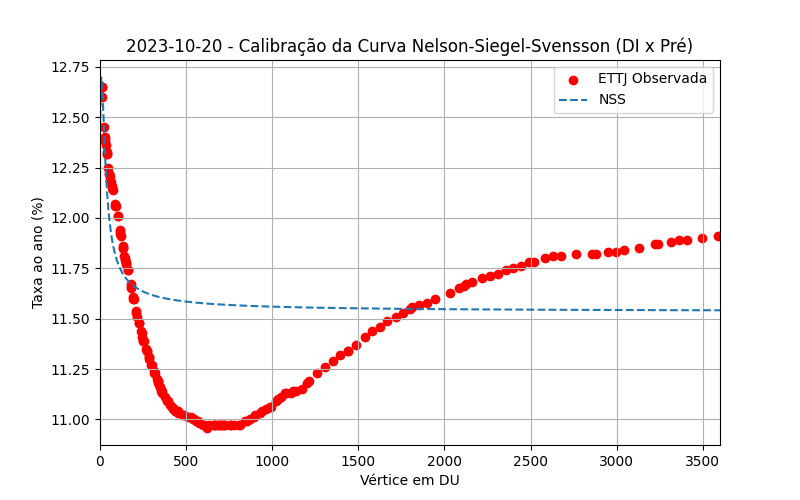 2023-10-20 - Calibração da Curva Nelson-Siegel-Svensson (DI x Pré)
ETTJ Observada
NSS
Taxa ao ano (%)
12.75
12.50
12.25
12.00
11.75
11.50
11.25
11.00
0 500 1000 1500 2000 2500 3000 3500
Vértice em DU